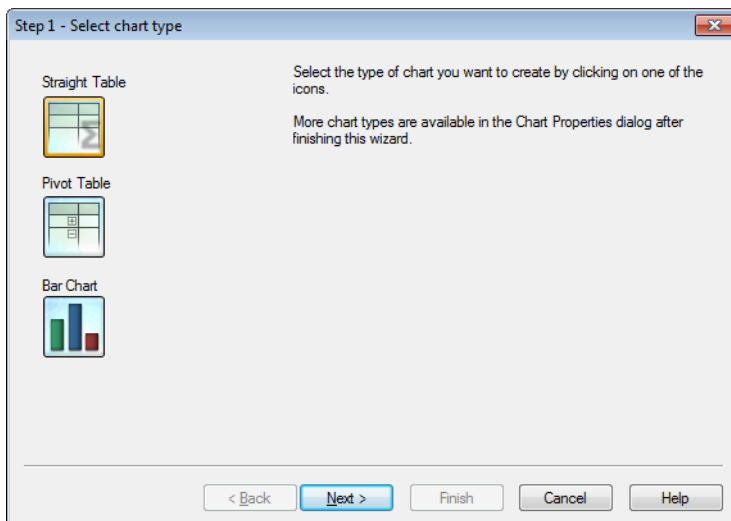 Step 1 - Select chart type
Straight Table
Pivot Table
Bar Chart
Select the type of chart you want to create by clicking on one of the
icons.
More chart types are available in the Chart Properties dialog after
finishing this wizard.
< Back
Next >
Finish
Cancel
Help